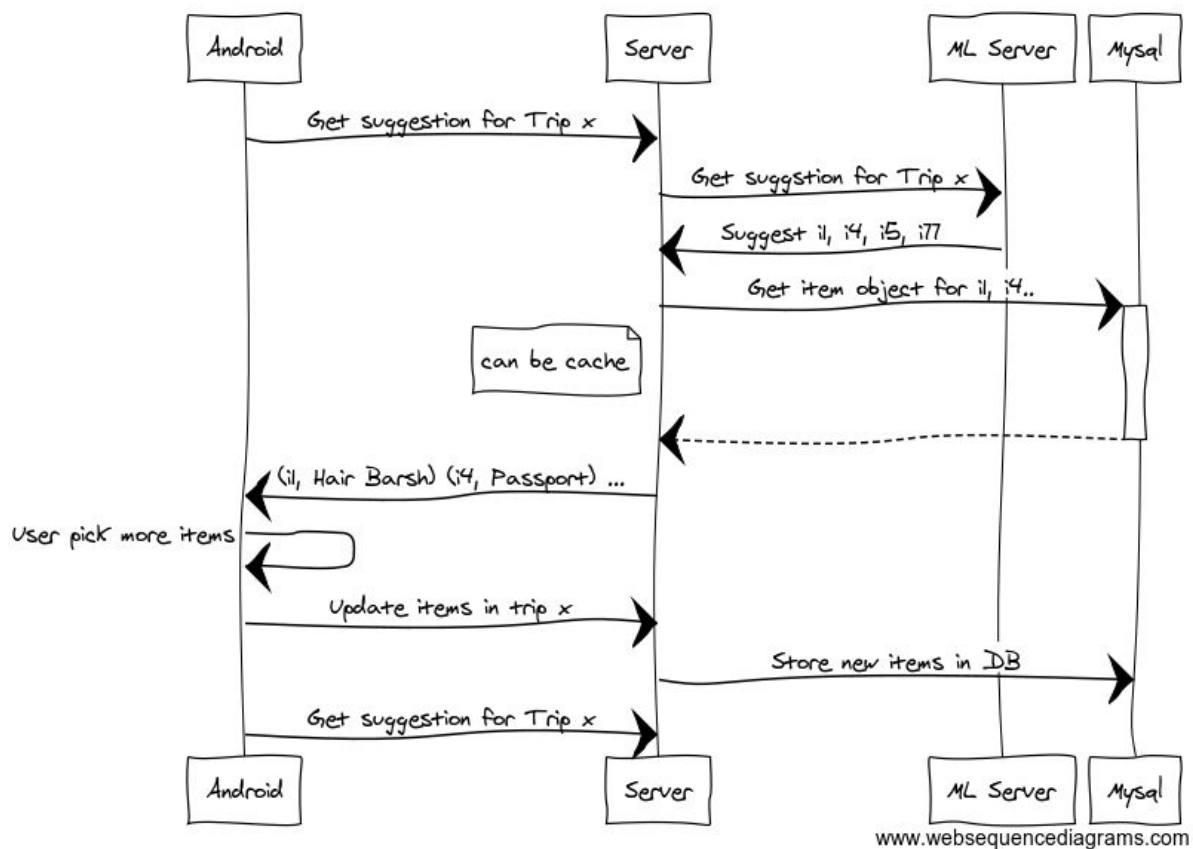 Android
Server
ML Server
Mysql
Get suggestion for Trip x
Get suggstion for Trip x
Suggest i1, i4, i5, i77
Get item object for i1, i4..
can be cache
(i1, Hair Barsh) (i4, Passport) ...
User pick more items
Update items in trip x
Store new items in DB
Get suggestion for Trip x
Android
Server
ML Server
Mysql
www.websequencediagrams.com